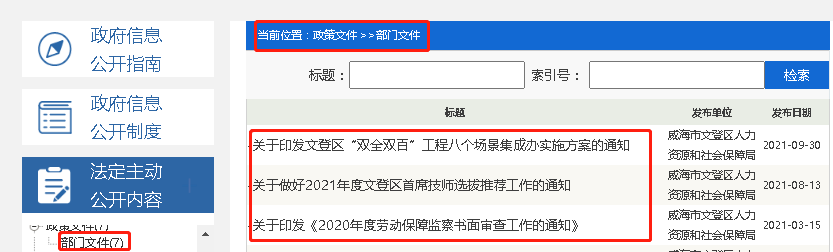 政府信息
公开指南
政府信息
公开制度
法定主动
公开内容
政策文件(7)
部门文件(7)
当前位置：政策文件>>部门文件
标题：
索引号：
检索
标题 发布单位 发布日期
关于印发文登区“双全双百”工程八个场景集成办实施方案的通知 威海市文登区人力资源和社会保障局 2021-09-30
关于做好2021年度文登区首席技师选拨推荐工作的通知 威海市文登区人力资源和社会保障局 2021-08-13
关于印发《2020年度劳动保障监察书面审查工作的通知》 威海市文登区人力资源和社会保障局 2021-03-15